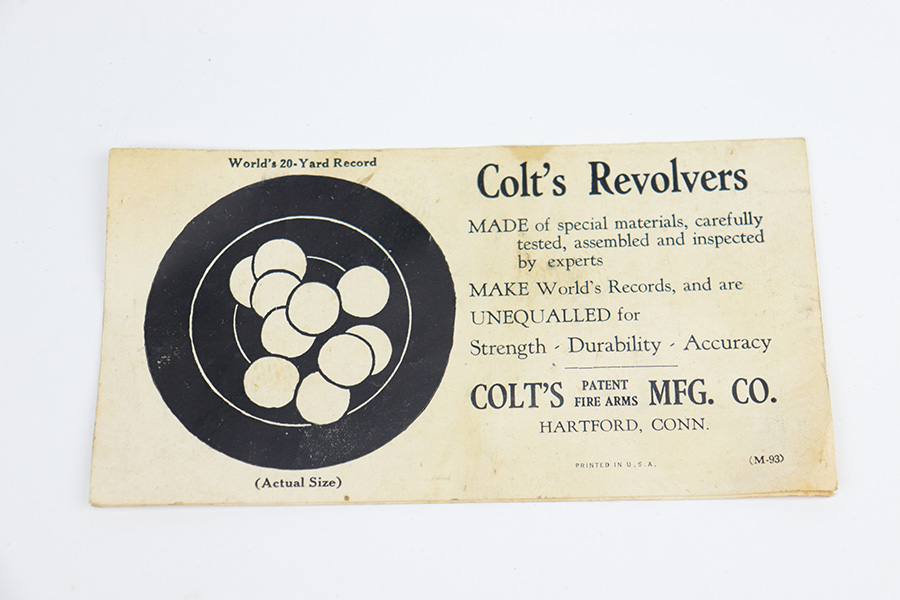 World's 20-Yard Record
(Actual Size)
Colt's Revolvers
MADE of special materials, carefully
tested, assembled and inspected
by experts
MAKE World's Records, and are
UNEQUALLED for
Strength - Durability - Accuracy
COLT'S PATENT FIRE ARMS MFG. CO.
HARTFORD, CONN.
PRINTED IN U.S.A.
(M-93)